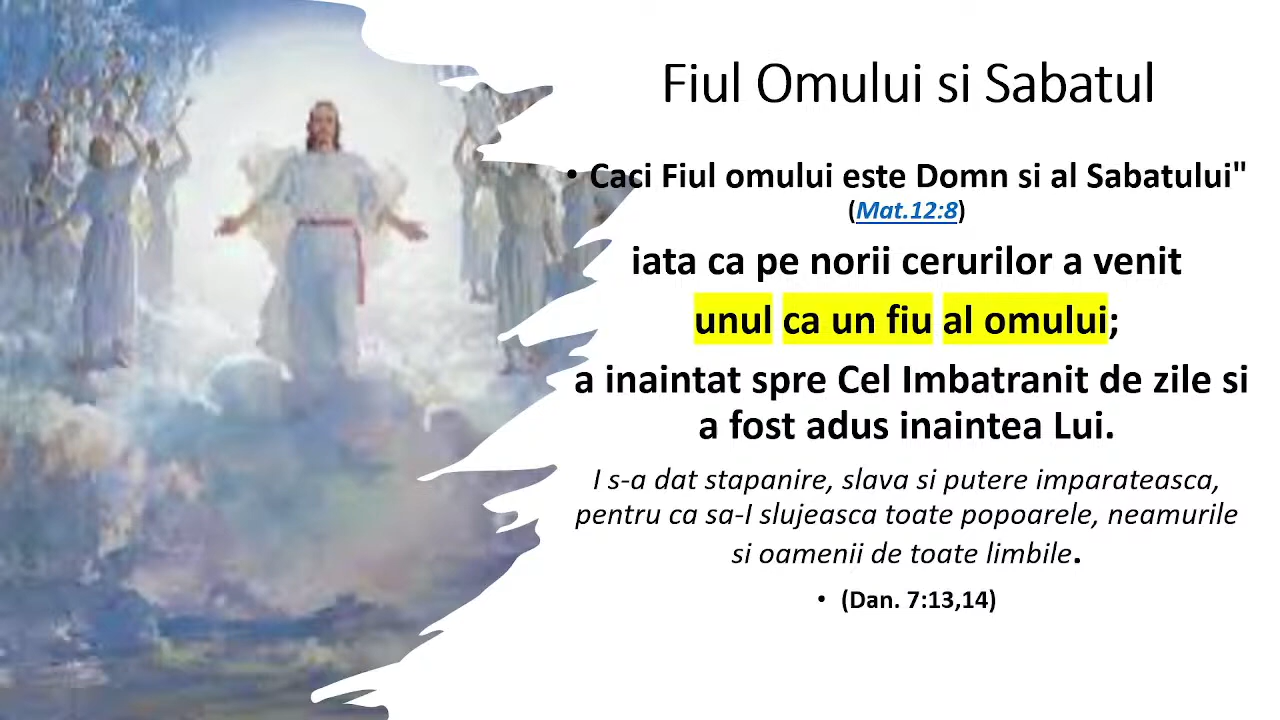 Fiul Omului si Sabatul
• Caci Fiul omului este Domn si al Sabatului"
(Mat.12:8)
iata ca pe norii cerurilor a venit
unul ca un fiu al omului;
a inaintat spre Cel Imbatranit de zile si
a fost adus inaintea Lui.
I s-a dat stapanire, slava si putere imparateasca,
pentru ca sa-I slujeasca toate popoarele, neamurile
si oamenii de toate limbile.
• (Dan. 7:13,14)